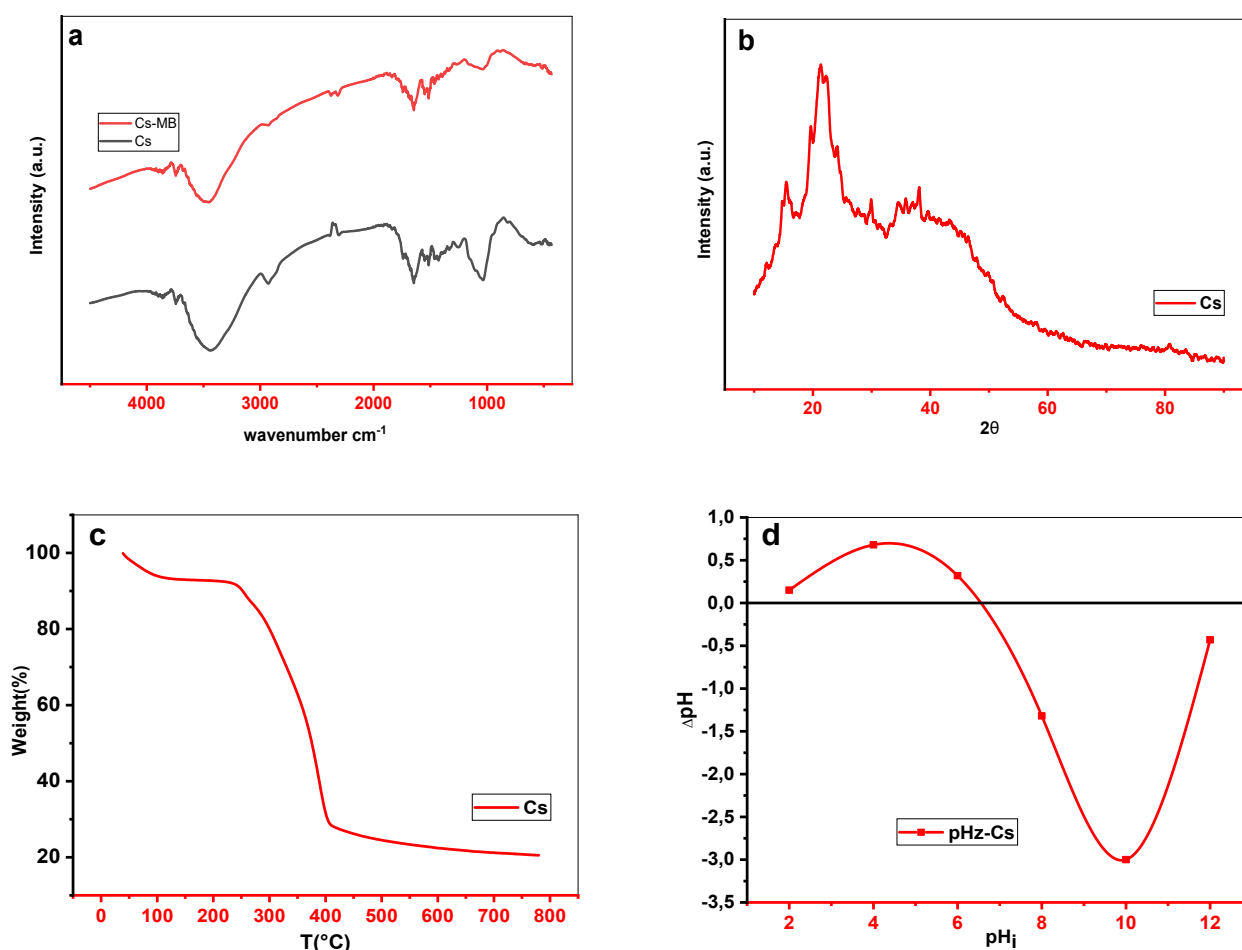 a
Intensity (a.u.)
Cs-MB
Cs
4000 3000 2000 1000
wavenumber cm-1
b
Intensity (a.u.)
Cs
20 40 60 80
2θ
c
Weight(%)
100
80
60
40
20
Cs
0 100 200 300 400 500 600 700 800
T(°C)
d
ΔpH
1,0
0,5
0,0
-0,5
-1,0
-1,5
-2,0
-2,5
-3,0
-3,5
pHz-Cs
2 4 6 8 10 12
pHi